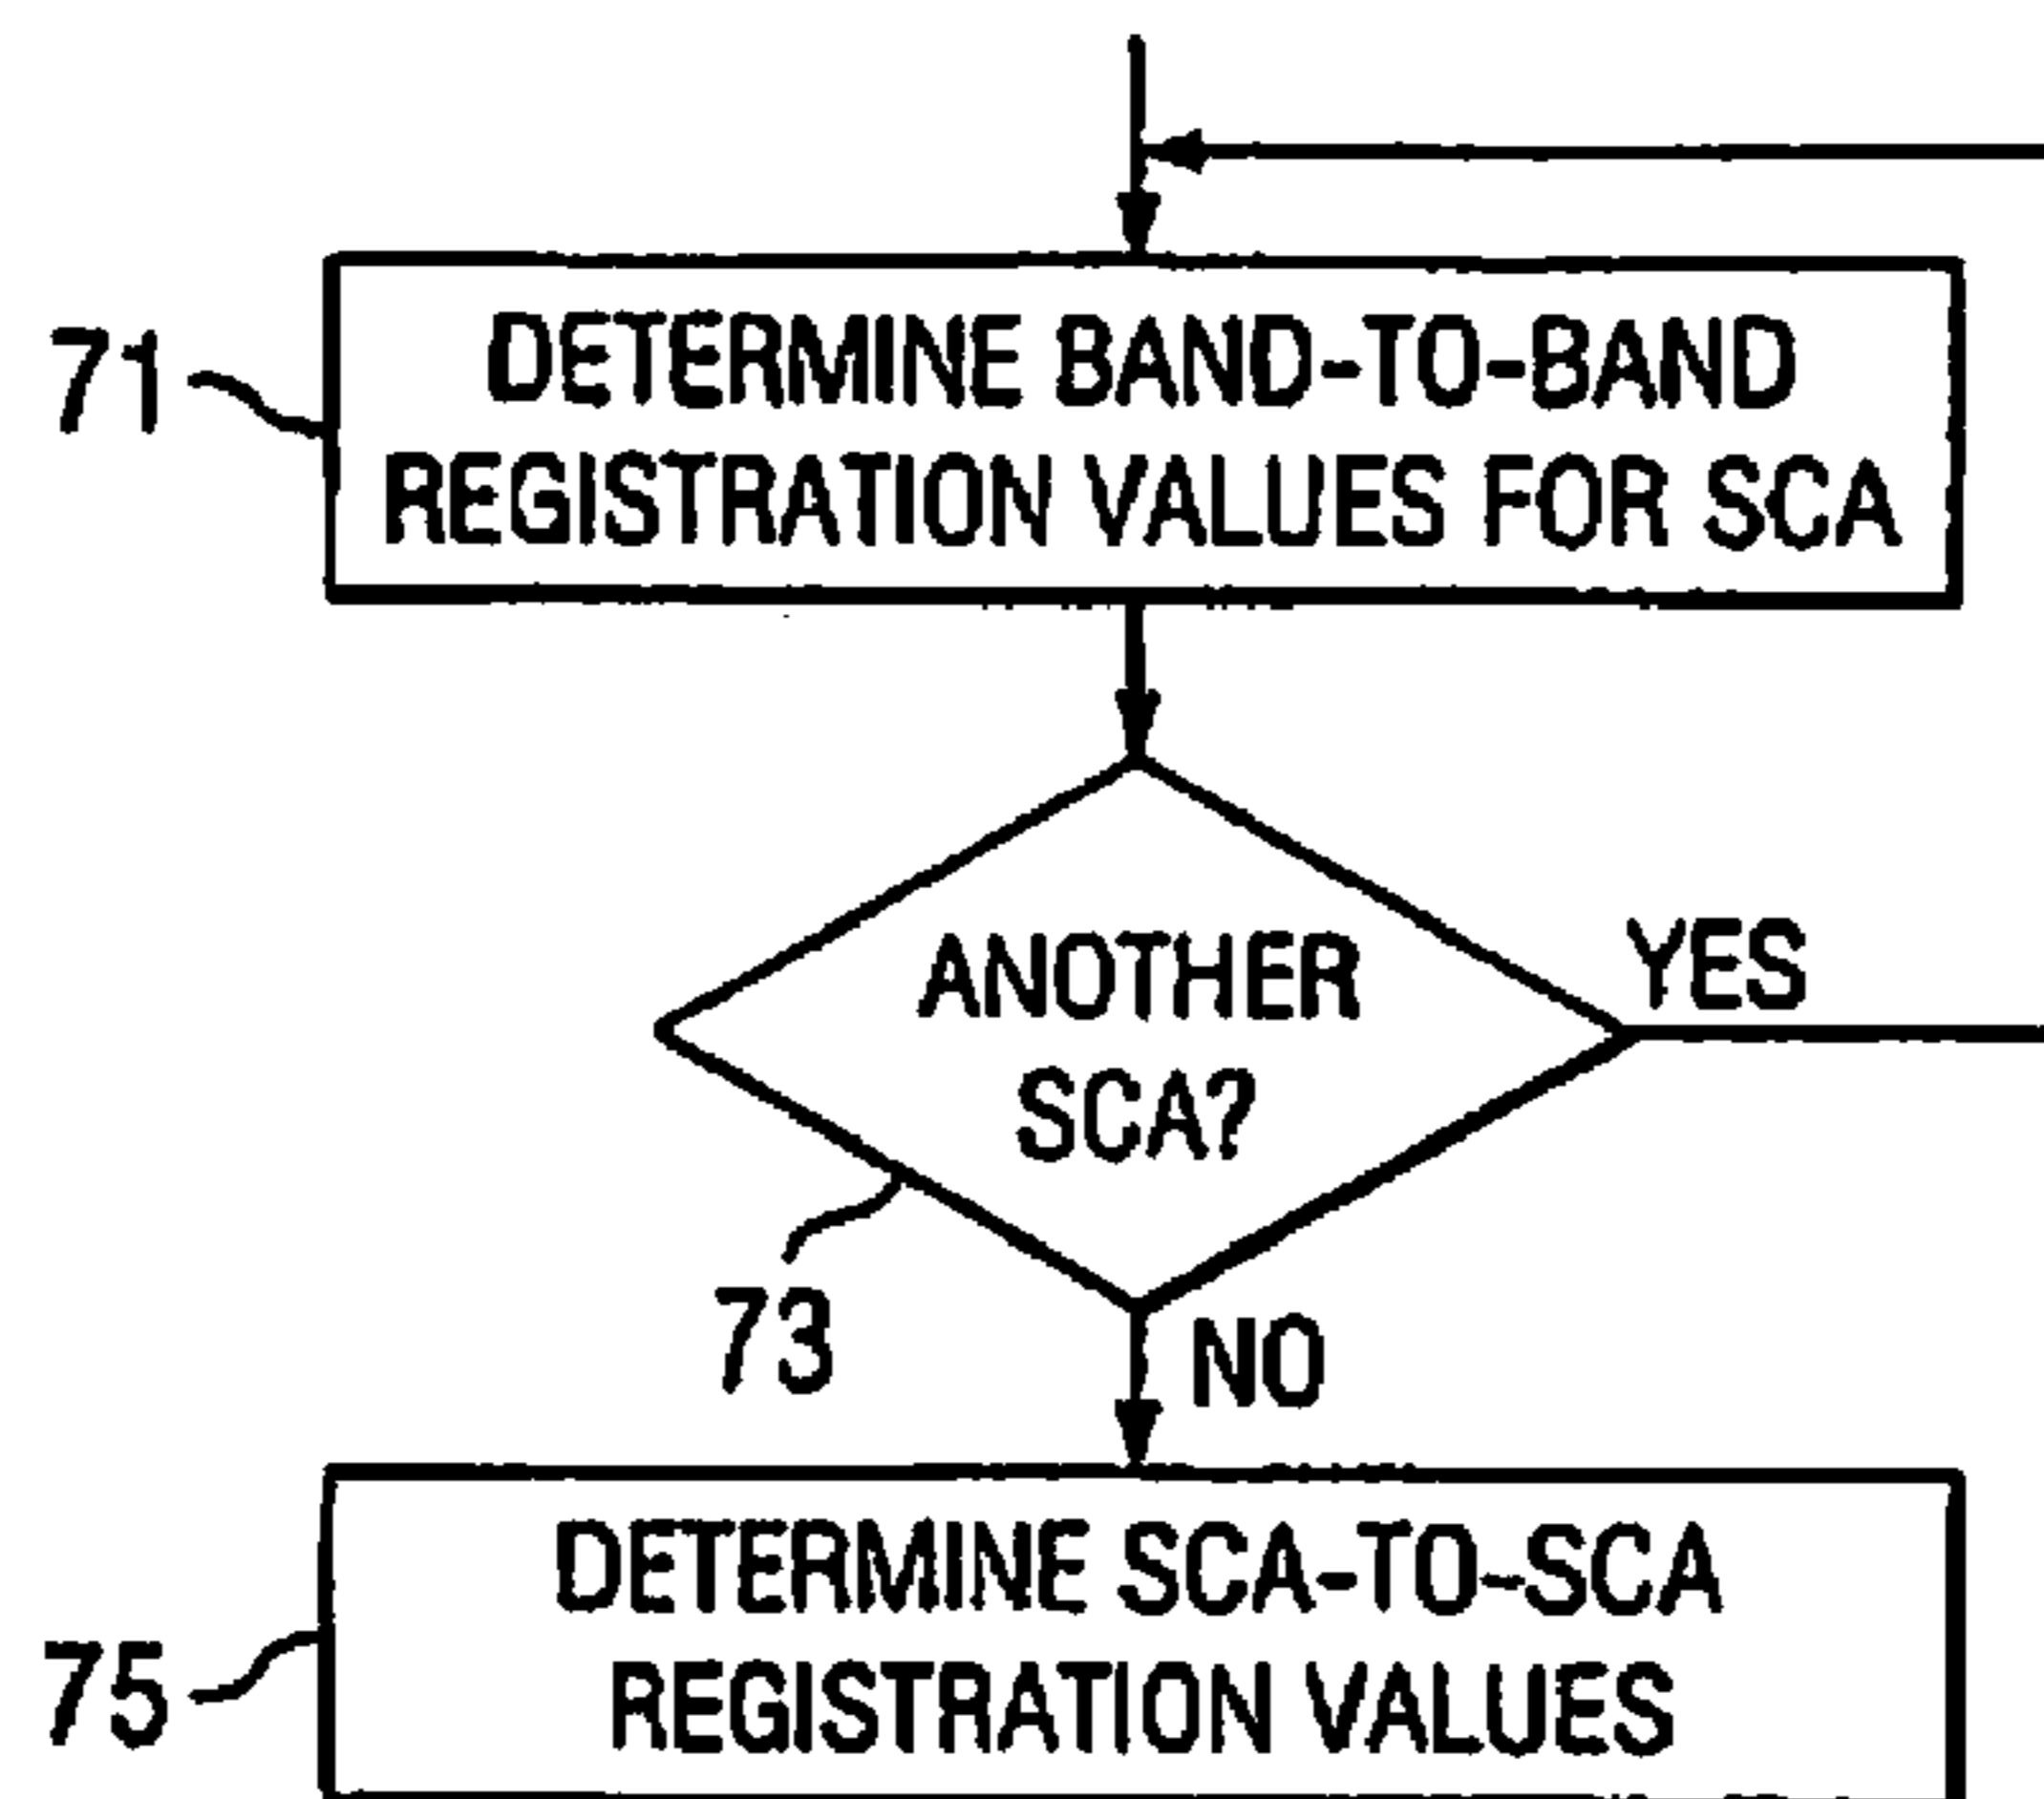 71
DETERMINE BAND-TO-BAND
REGISTRATION VALUES FOR SCA
ANOTHER
SCA?
YES
73
NO
75
DETERMINE SCA-TO-SCA
REGISTRATION VALUES